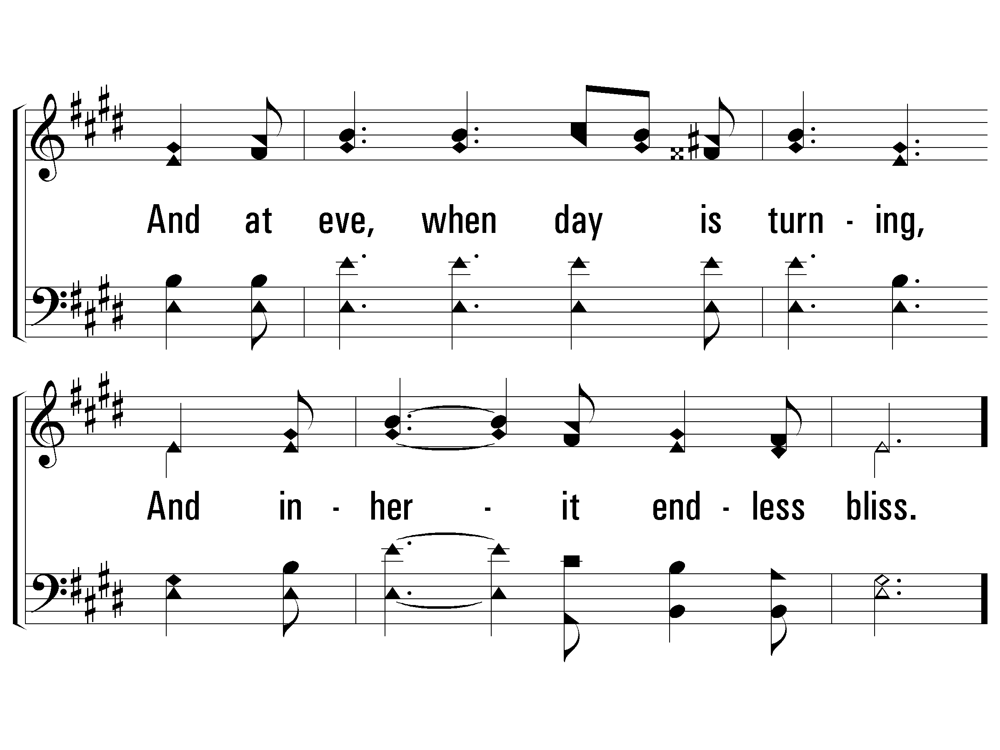 And at eve, when day is turn - ing,
And in - her - it end - less bliss.